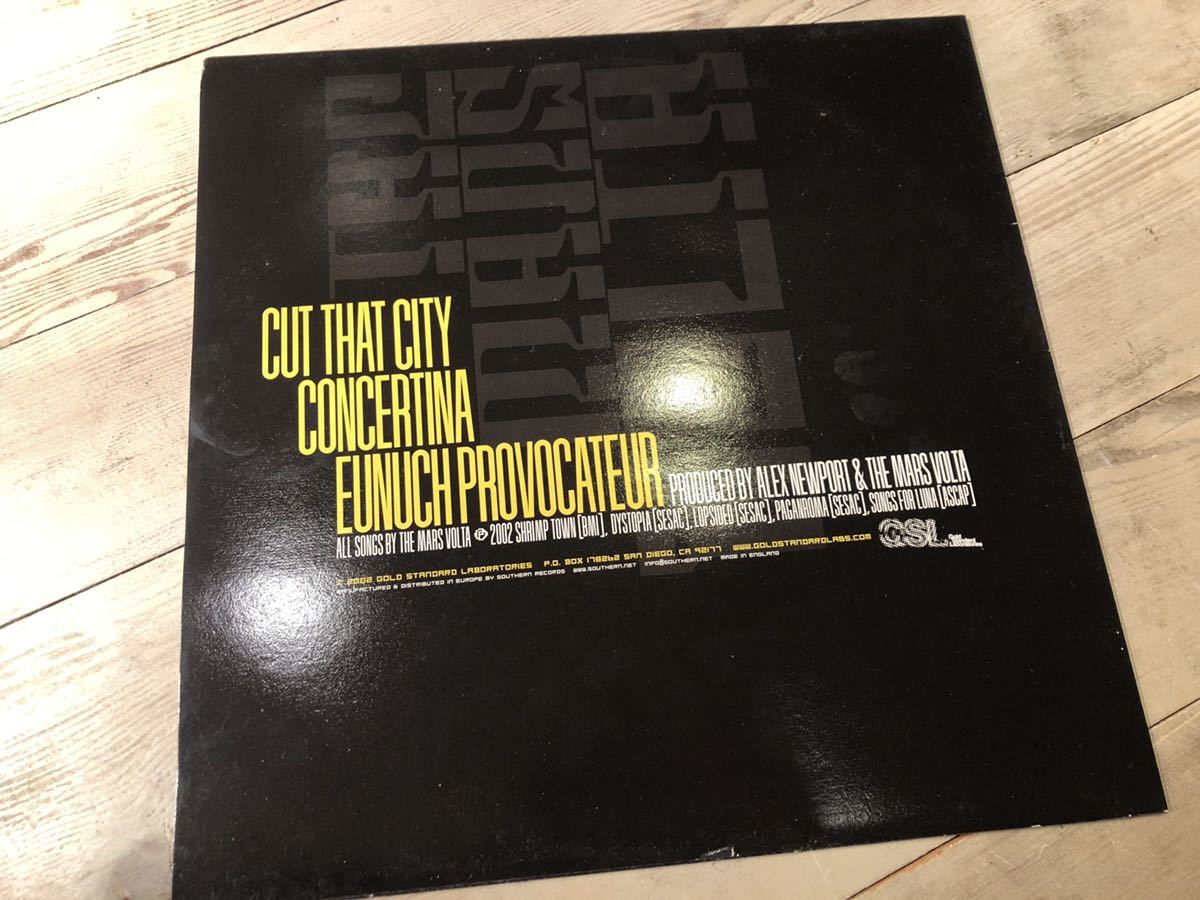 CUT THAT CITY
CONCERTINA
EUNUCH PROVOCATEUR PRODUCED BY ALEX NEWPORT & THE MARS VOLTA
ALL SONGS BY THE MARS VOLTA ℗ 2002 SHRIMP TOWN [BMI], DYSTOPIA [SESAC], LOPSIDED [SESAC], PAGANROMA [SESAC], SONGS FOR LUNA [ASCAP]
© 2002 GOLD STANDARD LABORATORIES P.O. BOX 178262 SAN DIEGO, CA 92177 WWW.GOLDSTANDARDLABS.COM
MANUFACTURED & DISTRIBUTED IN EUROPE BY SOUTHERN RECORDS WWW.SOUTHERN.NET INFO@SOUTHERN.NET MADE IN ENGLAND
GSL
Gold
Standard
Laboratories